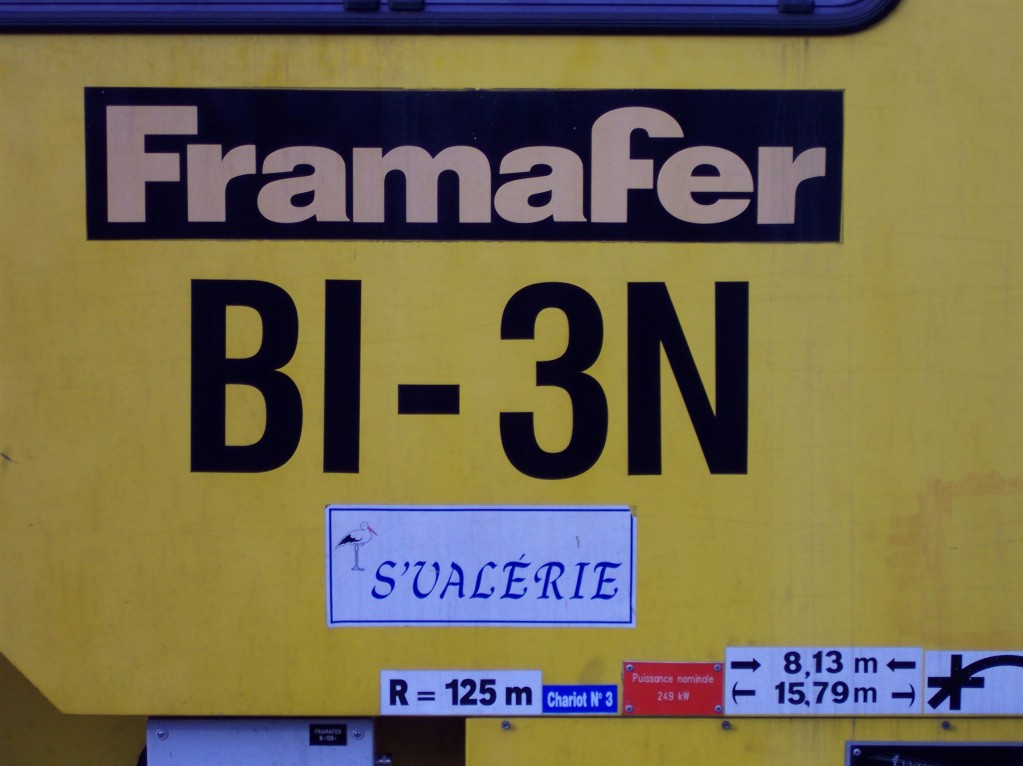 Framafer
BI-3N
S'VALÉRIE
R = 125 m
Chariot N° 3
Puissance nominale
249 kW
8,13 m
15,79 m
FRAMAFER